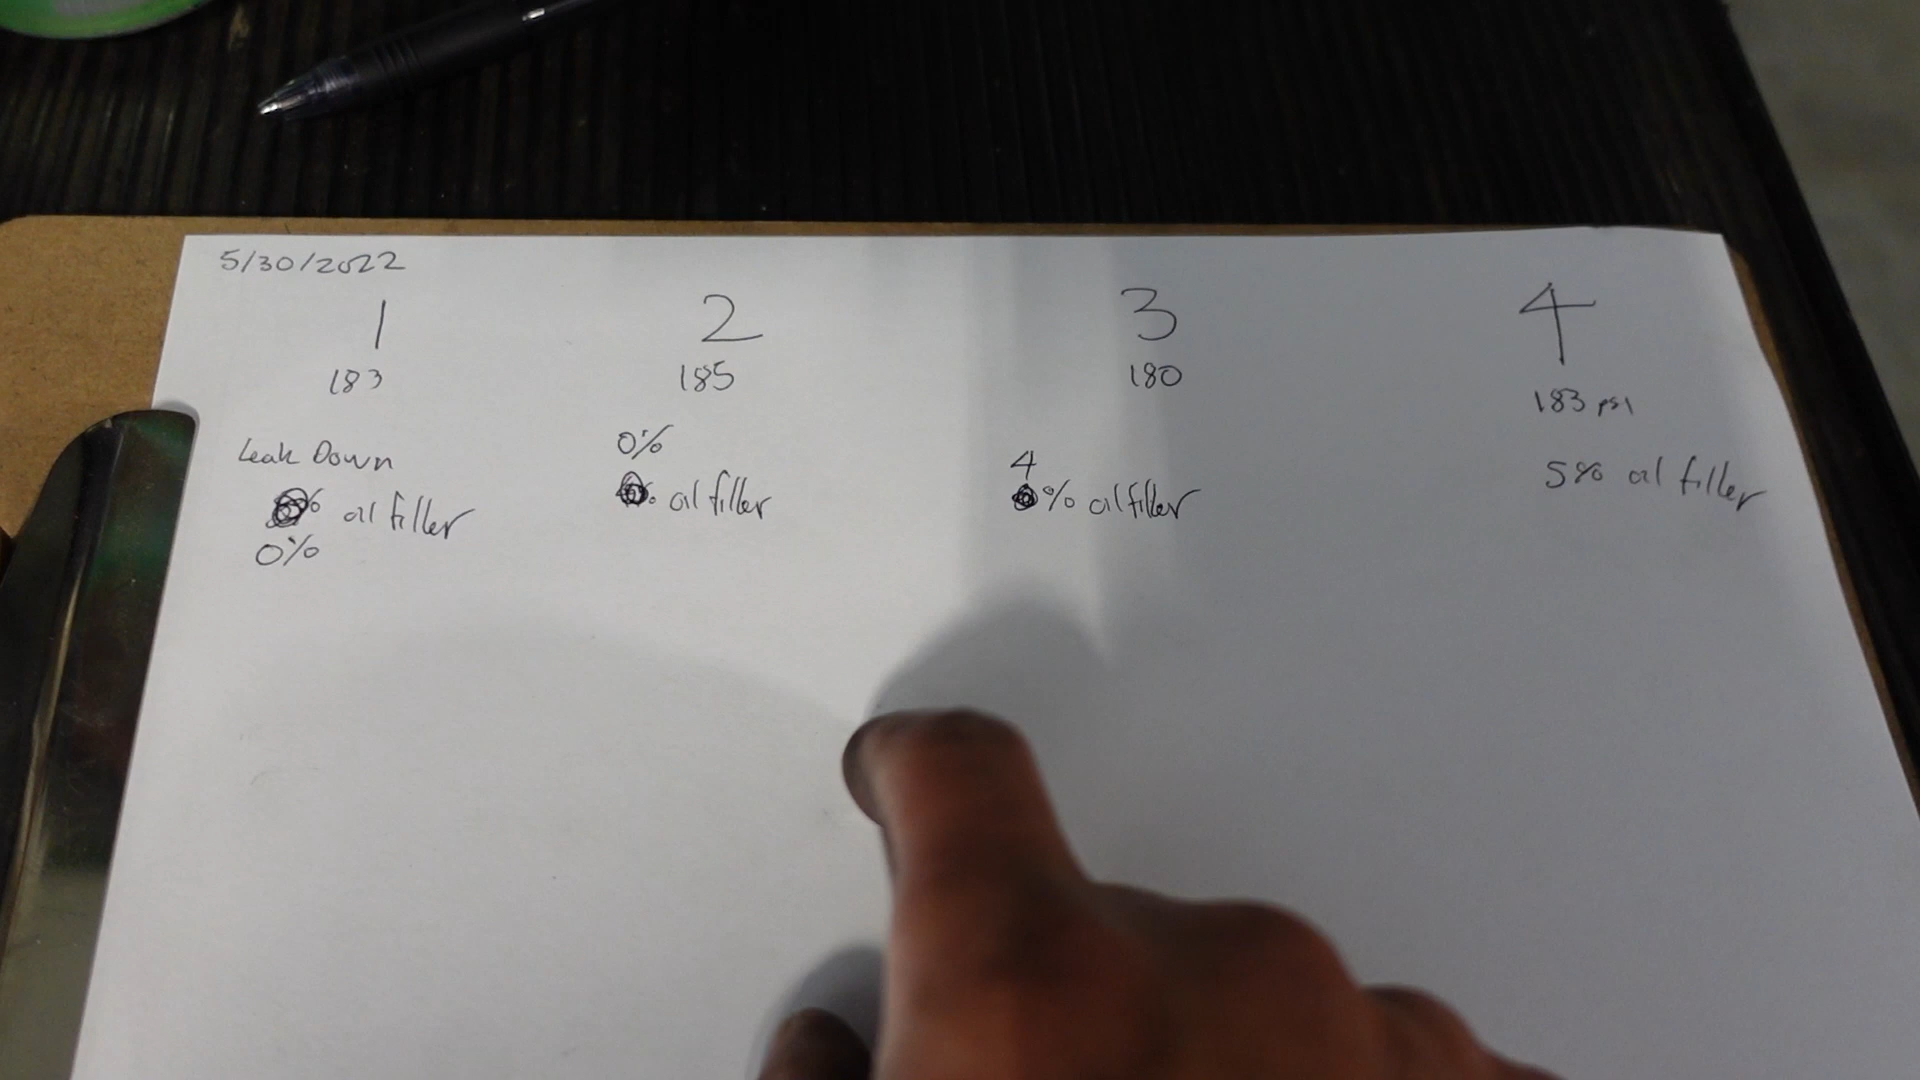 5/30/2022
1 2 3 4
183 185 180 183 psi
Leak Down 0% 4 5% oil filler
% oil filler oil filler % oil filler
0%